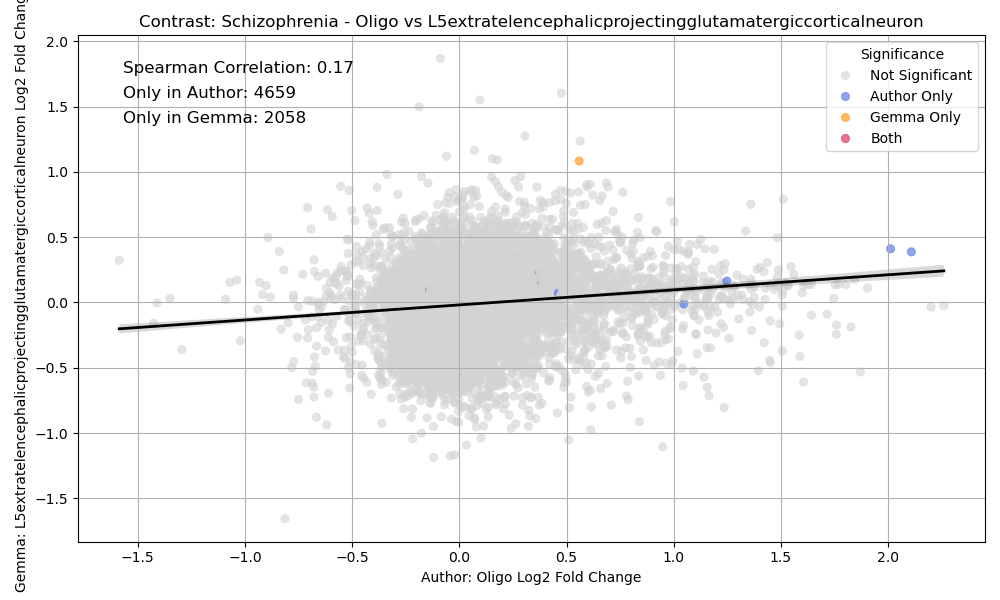 Contrast: Schizophrenia - Oligo vs L5extratelencephalicprojectingglutamatergiccorticalneuron
Spearman Correlation: 0.17
Only in Author: 4659
Only in Gemma: 2058
Significance
Not Significant
Author Only
Gemma Only
Both
2.0
1.5
1.0
0.5
0.0
−0.5
−1.0
−1.5
−1.5
−1.0
−0.5
0.0
0.5
1.0
1.5
2.0
Author: Oligo Log2 Fold Change
Gemma: L5extratelencephalicprojectingglutamatergiccorticalneuron Log2 Fold Chang